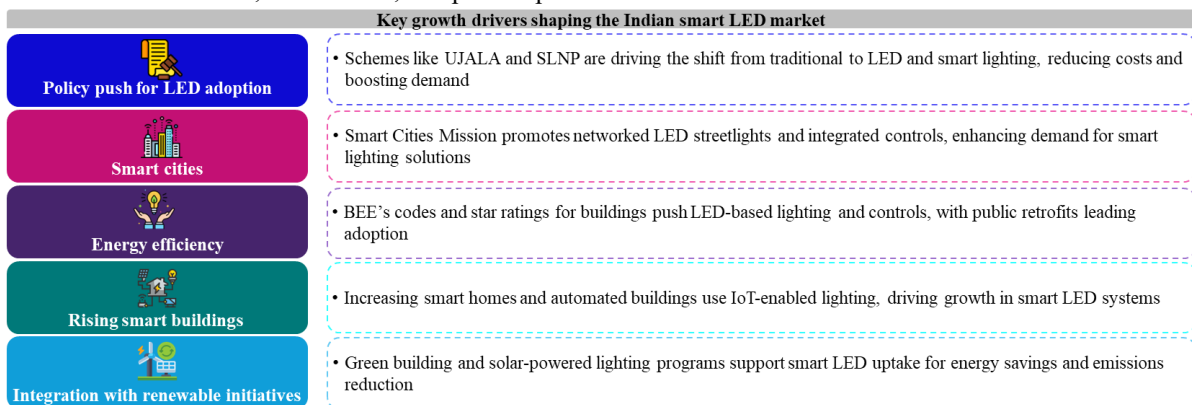 Key growth drivers shaping the Indian smart LED market
Policy push for LED adoption
• Schemes like UJALA and SLNP are driving the shift from traditional to LED and smart lighting, reducing costs and
boosting demand
Smart cities
• Smart Cities Mission promotes networked LED streetlights and integrated controls, enhancing demand for smart
lighting solutions
Energy efficiency
• BEE's codes and star ratings for buildings push LED-based lighting and controls, with public retrofits leading
adoption
Rising smart buildings
• Increasing smart homes and automated buildings use IoT-enabled lighting, driving growth in smart LED systems
Integration with renewable initiatives
• Green building and solar-powered lighting programs support smart LED uptake for energy savings and emissions
reduction